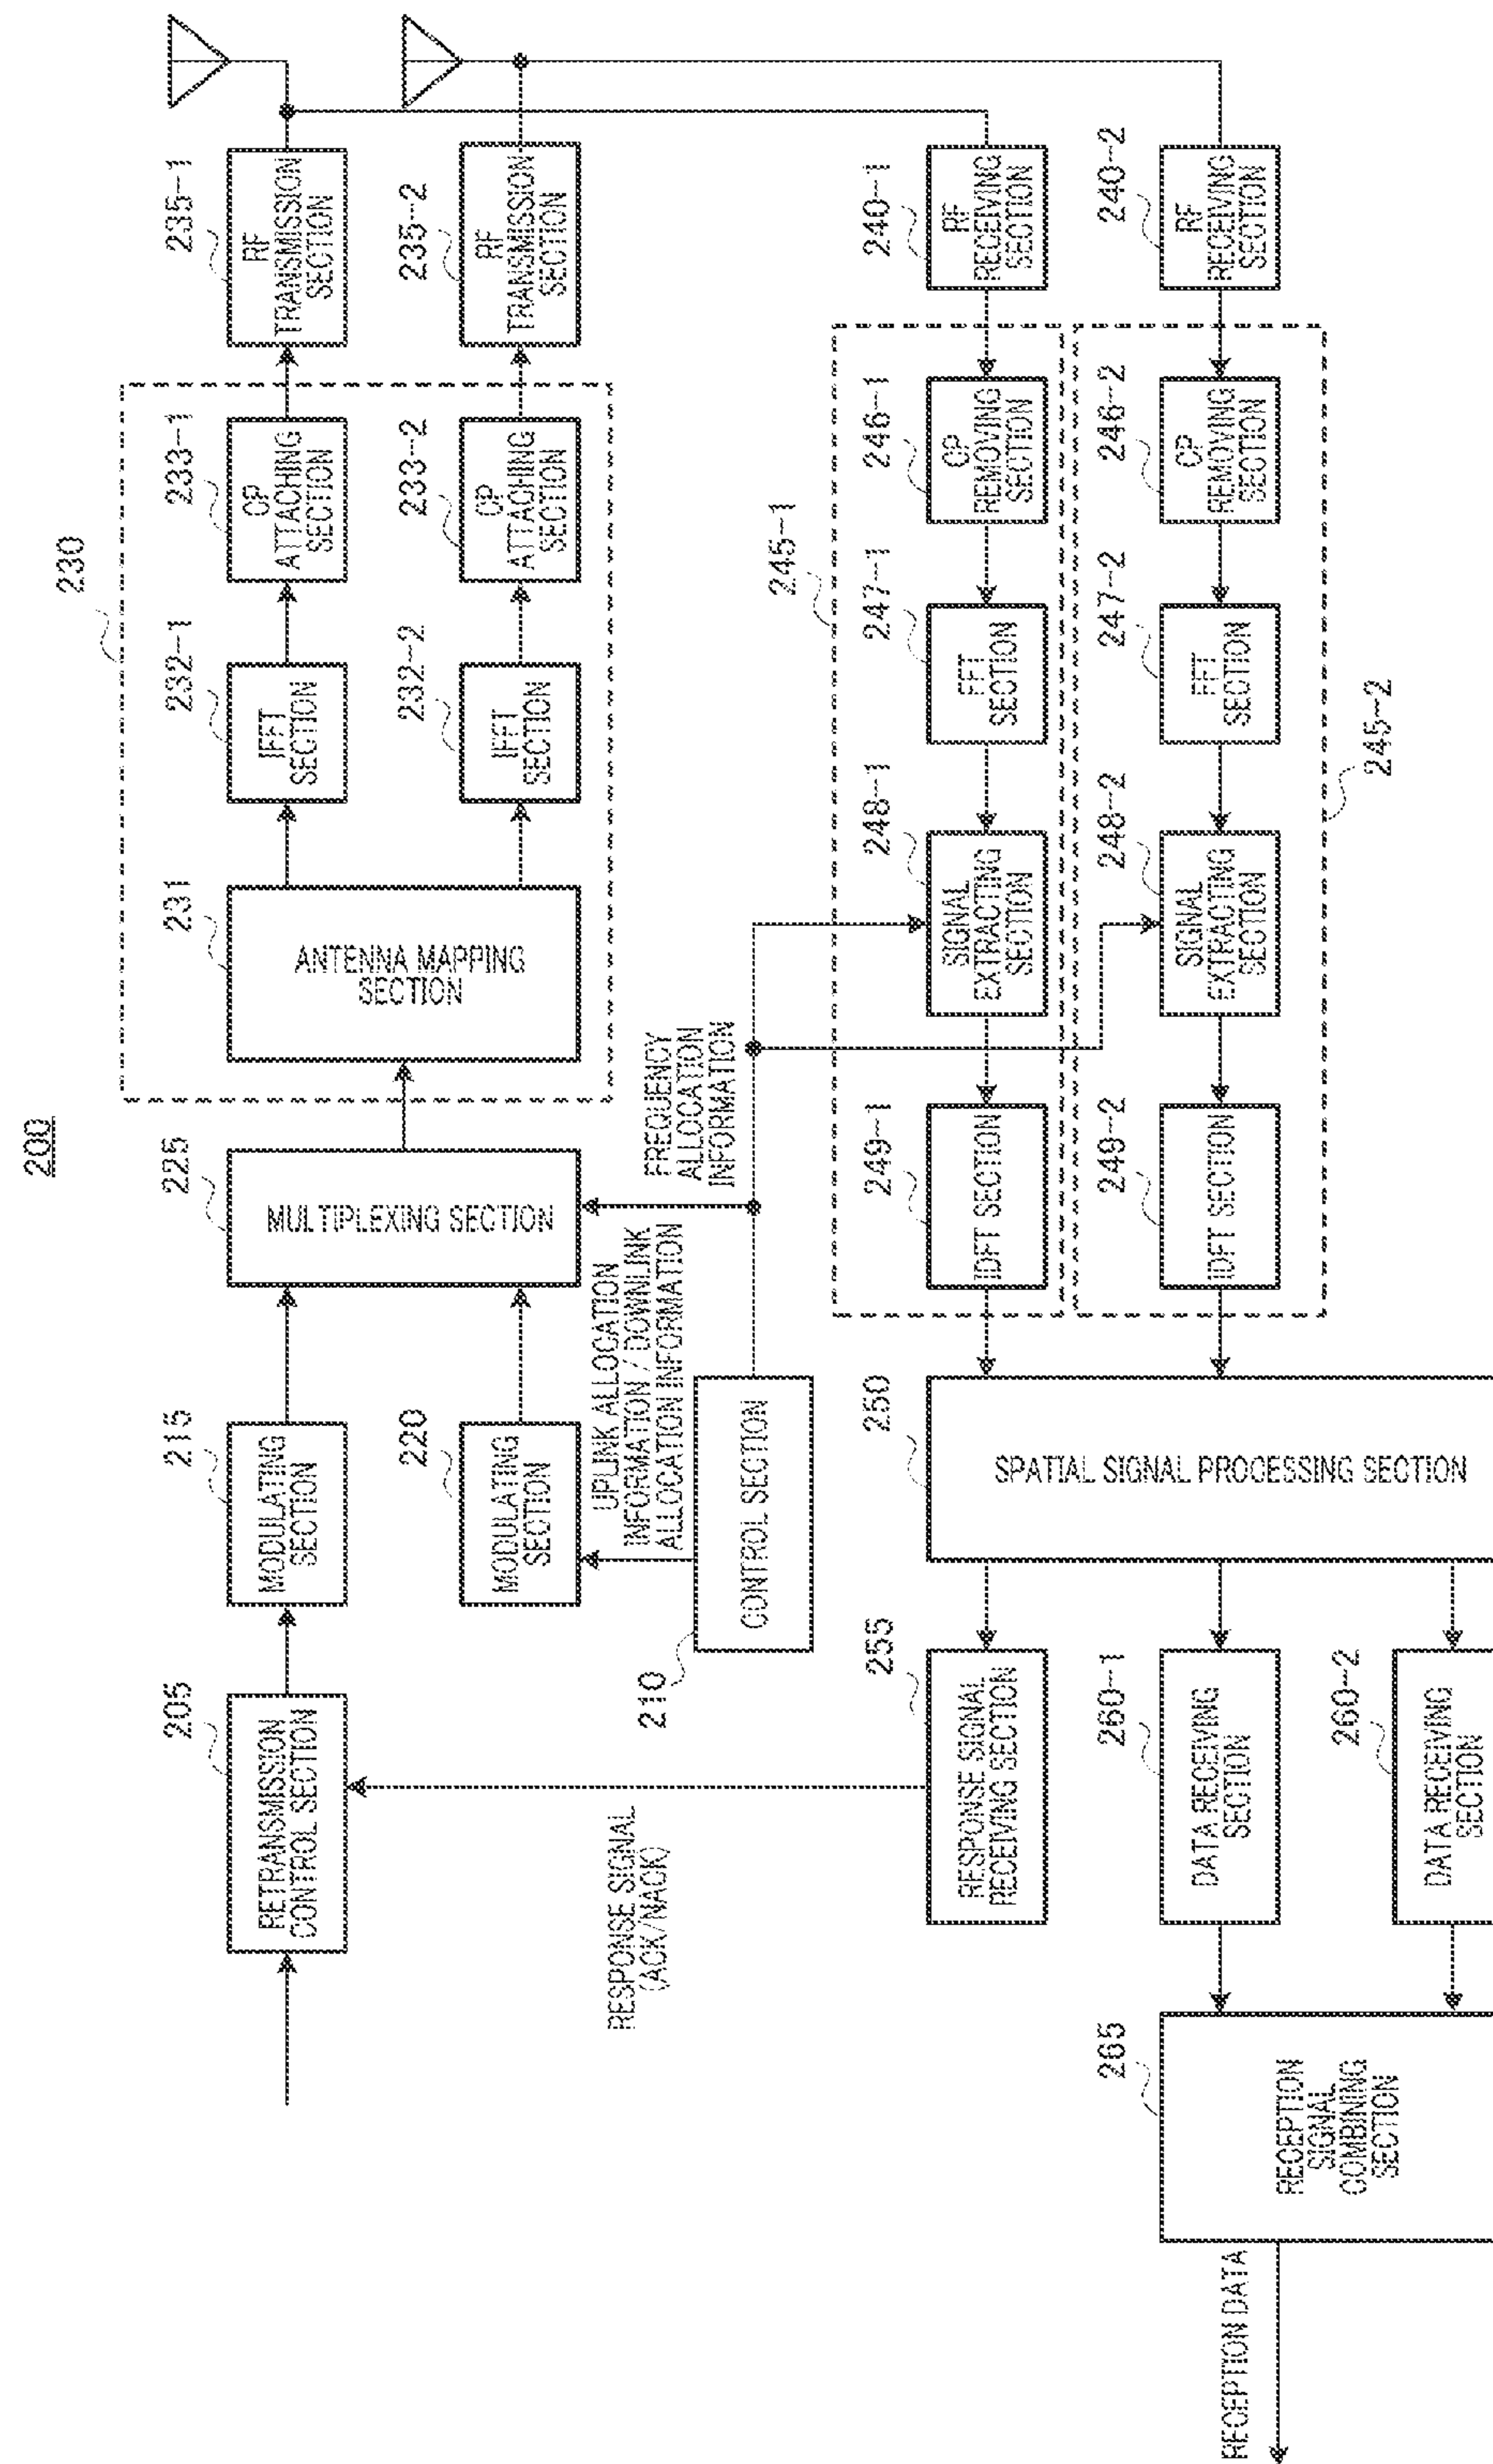 200
205
RETRANSMISSION
CONTROL SECTION
215
MODULATING
SECTION
225
MULTIPLEXING SECTION
230
231
ANTENNA MAPPING
SECTION
232-1
IFFT
SECTION
233-1
CP
ATTACHING
SECTION
235-1
RF
TRANSMISSION
SECTION
220
MODULATING
SECTION
232-2
IFFT
SECTION
233-2
CP
ATTACHING
SECTION
235-2
RF
TRANSMISSION
SECTION
UPLINK ALLOCATION
INFORMATION / DOWNLINK
ALLOCATION INFORMATION
FREQUENCY
ALLOCATION
INFORMATION
RESPONSE SIGNAL
(ACK/NACK)
210
CONTROL SECTION
245-1
255
RESPONSE SIGNAL
RECEIVING SECTION
250
SPATIAL SIGNAL PROCESSING SECTION
249-1
IDFT SECTION
248-1
SIGNAL
EXTRACTING
SECTION
247-1
FFT
SECTION
246-1
CP
REMOVING
SECTION
240-1
RF
RECEIVING
SECTION
265
RECEPTION
SIGNAL
COMBINING
SECTION
260-1
DATA RECEIVING
SECTION
249-2
IDFT SECTION
248-2
SIGNAL
EXTRACTING
SECTION
247-2
FFT
SECTION
246-2
CP
REMOVING
SECTION
240-2
RF
RECEIVING
SECTION
RECEPTION DATA
260-2
DATA RECEIVING
SECTION
245-2